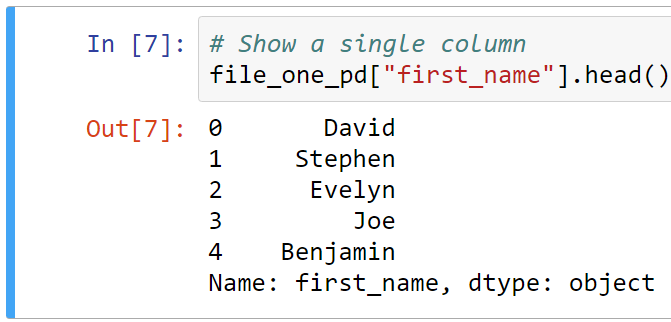 In [7]: # Show a single column
file_one_pd["first_name"].head()
Out[7]: 0 David
1 Stephen
2 Evelyn
3 Joe
4 Benjamin
Name: first_name, dtype: object